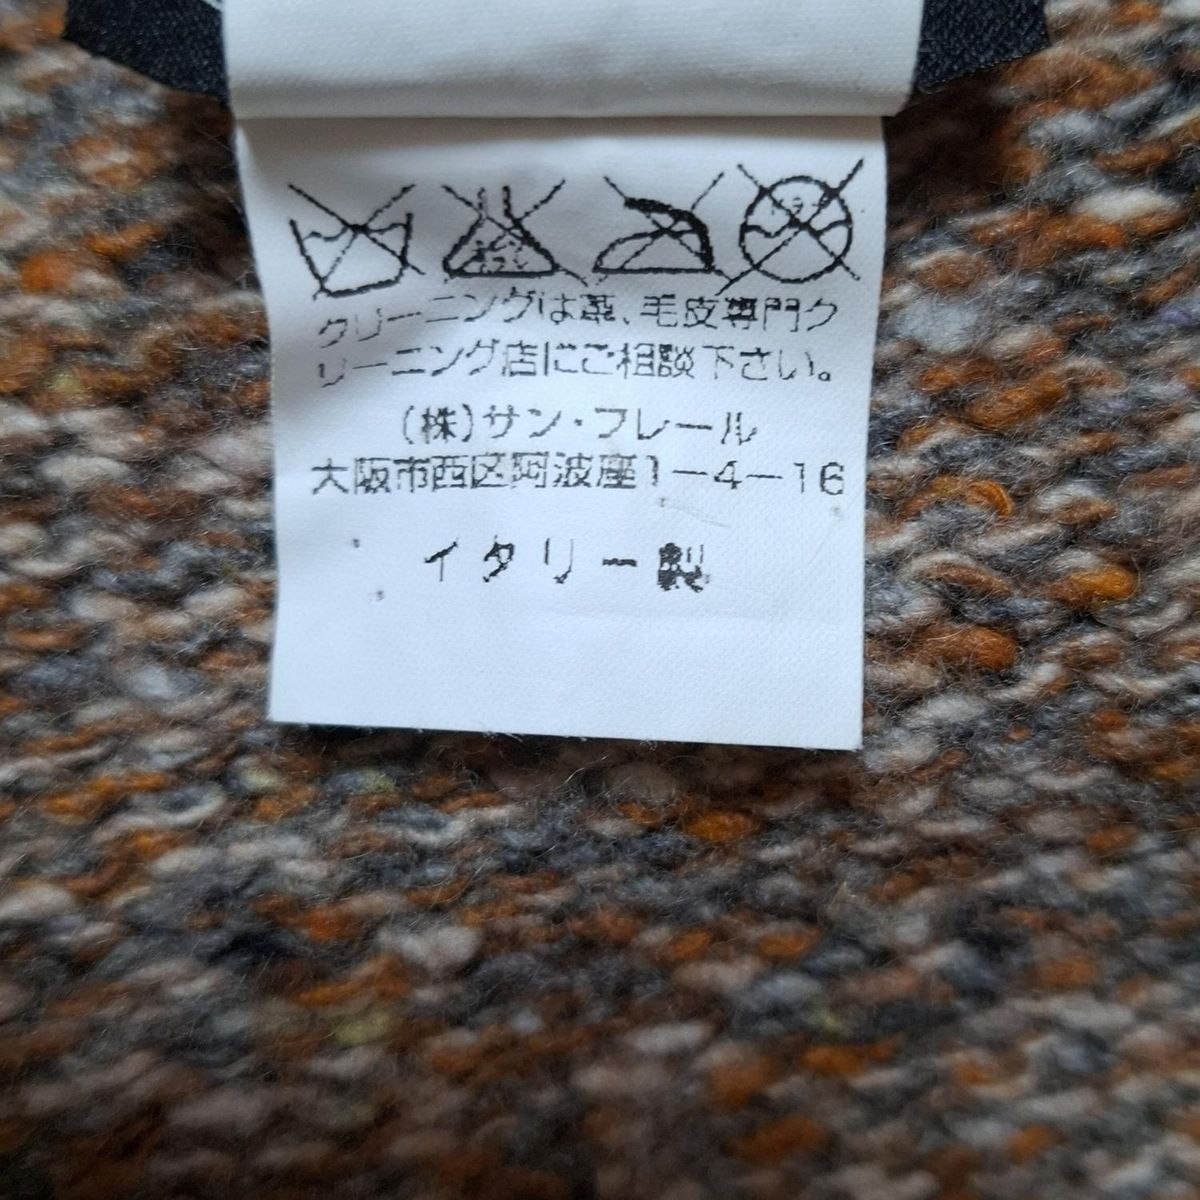 クリーニングは革、毛皮専門ク
リーニング店にご相談下さい。
(株)サン・フレール
大阪市西区阿波座1-4-16
イタリー製